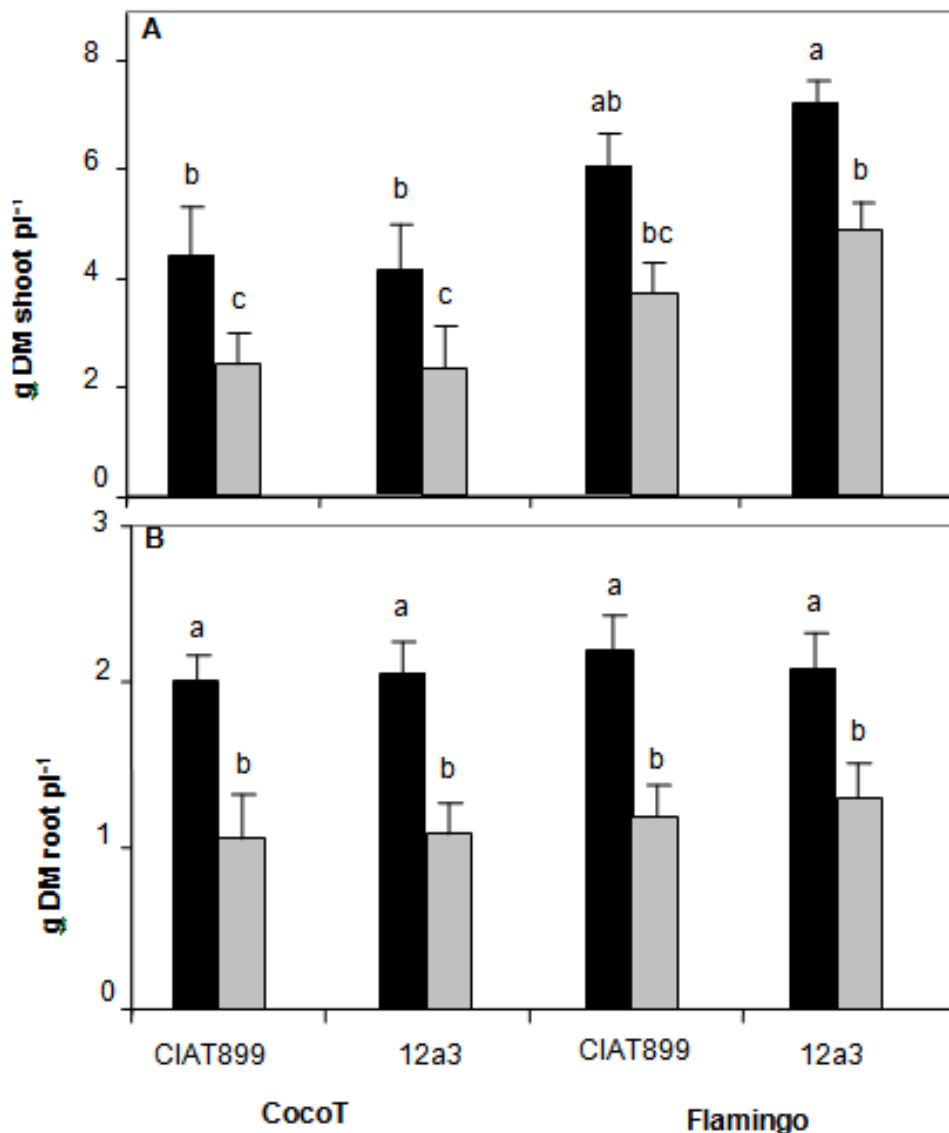 A
8
a
ab
6
b
b
b
bc
g DM shoot pl⁻¹
4
c
c
2
0
3
B
a
a
a
a
2
b
b
b
b
g DM root pl⁻¹
1
0
CIAT899 12a3 CIAT899 12a3
CocoT Flamingo